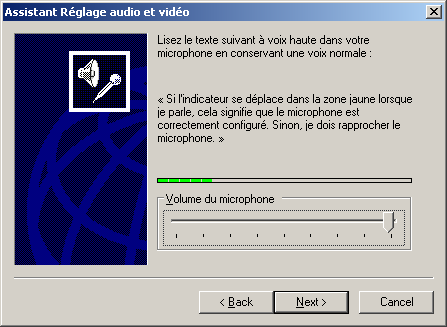 Assistant Réglage audio et vidéo
Lisez le texte suivant à voix haute dans votre
microphone en conservant une voix normale :
« Si l'indicateur se déplace dans la zone jaune lorsque
je parle, cela signifie que le microphone est
correctement configuré. Sinon, je dois rapprocher le
microphone. »
Volume du microphone
< Back
Next >
Cancel